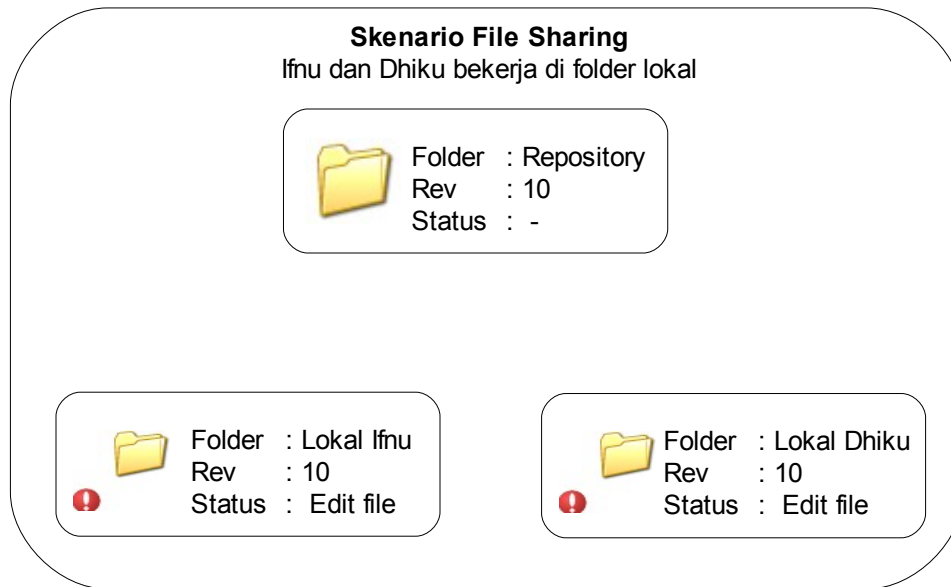 Skenario File Sharing
Ifnu dan Dhiku bekerja di folder lokal
Folder : Repository
Rev : 10
Status : -
Folder : Lokal Ifnu
Rev : 10
Status : Edit file
Folder : Lokal Dhiku
Rev : 10
Status : Edit file